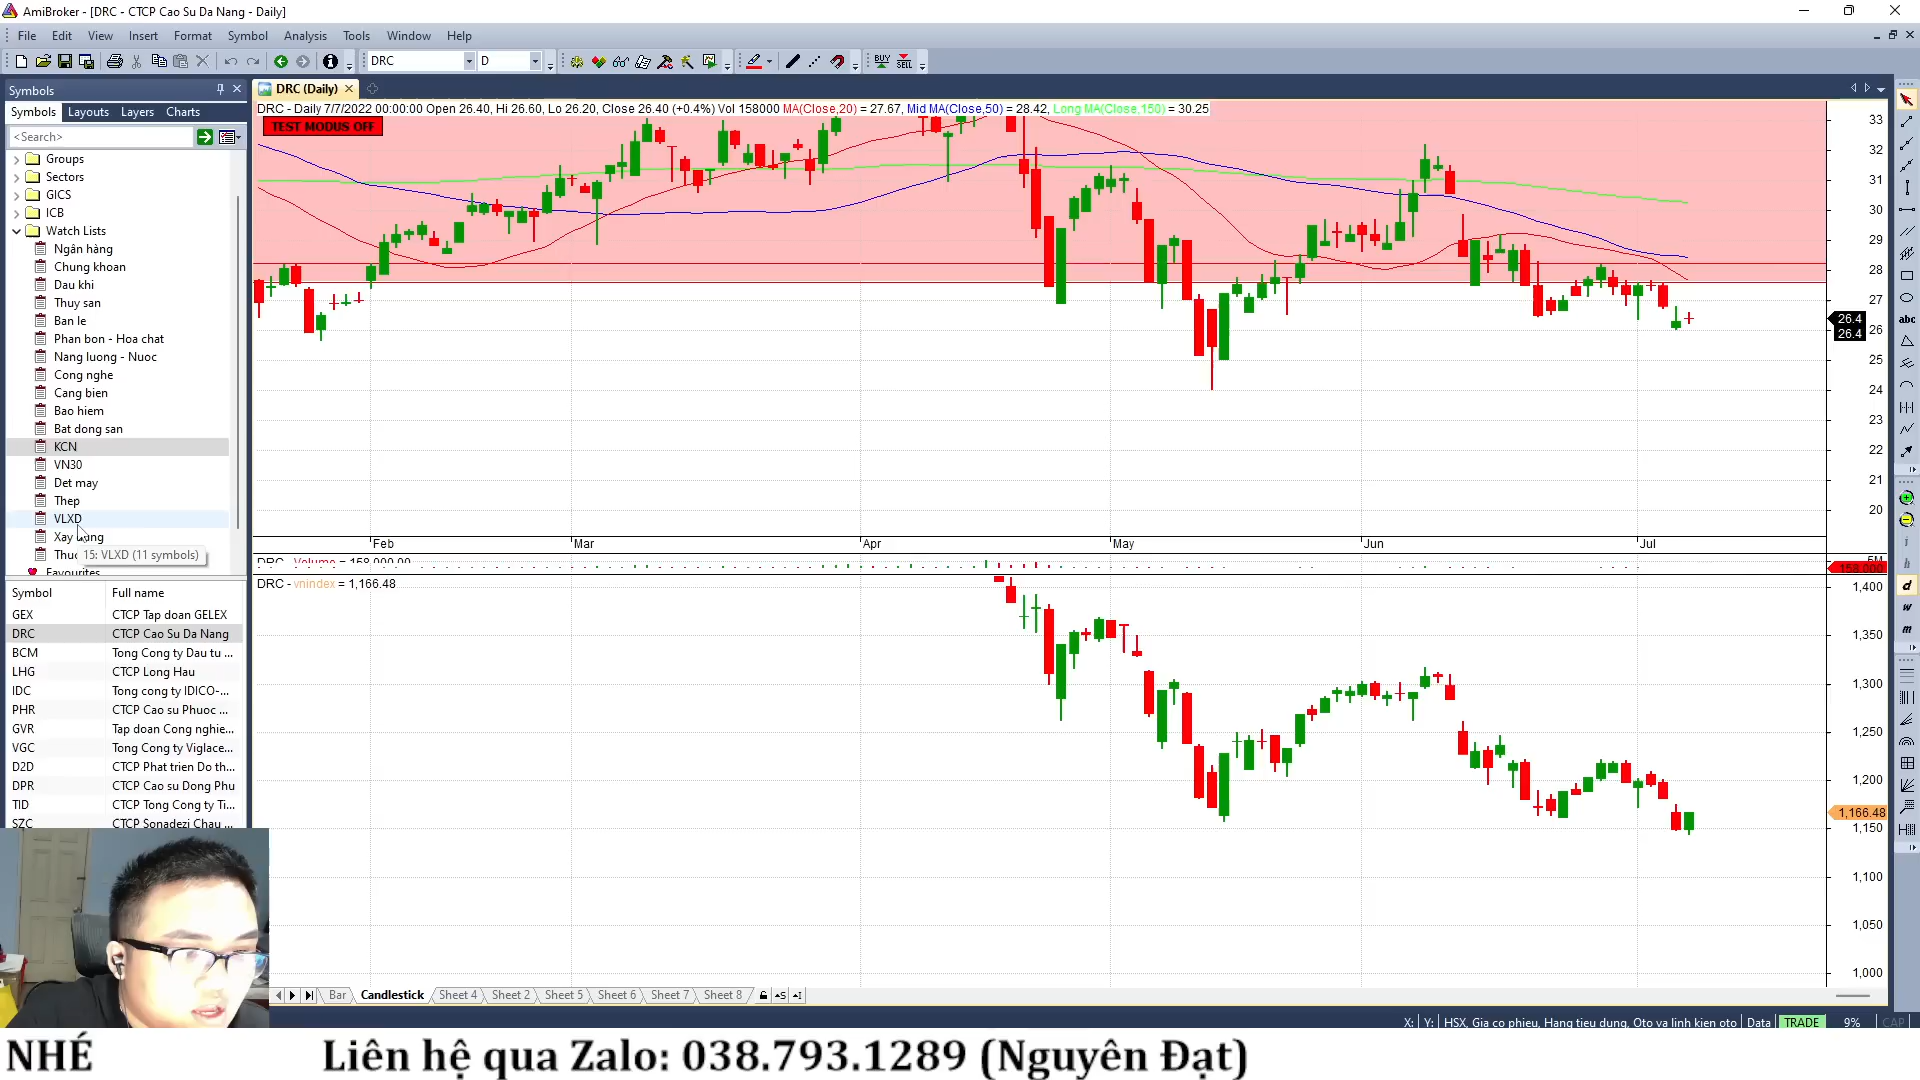 AmiBroker - [DRC - CTCP Cao Su Da Nang - Daily]
File Edit View Insert Format Symbol Analysis Tools Window Help
DRC D BUY SELL
Symbols
Symbols Layouts Layers Charts
<Search>
Groups
Sectors
GICS
ICB
Watch Lists
Ngân hàng
Chung khoan
Dau khi
Thuy san
Ban le
Phan bon - Hoa chat
Nang luong - Nuoc
Cong nghe
Cang bien
Bao hiem
Bat dong san
KCN
VN30
Det may
Thep
VLXD
15: VLXD (11 symbols)
Favourites
Symbol Full name
GEX CTCP Tap doan GELEX
DRC CTCP Cao Su Da Nang
BCM Tong Cong ty Dau tu ...
LHG CTCP Long Hau
IDC Tong cong ty IDICO-...
PHR CTCP Cao su Phuoc ...
GVR Tap doan Cong nghie...
VGC Tong Cong ty Viglace...
D2D CTCP Phat trien Do th...
DPR CTCP Cao su Dong Phu
TID CTCP Tong Cong ty Ti...
SZC CTCP Sonadezi Chau ...
DRC (Daily)
DRC - Daily 7/7/2022 00:00:00 Open 26.40, Hi 26.60, Lo 26.20, Close 26.40 (+0.4%) Vol 158000 MA(Close,20) = 27.67, Mid MA(Close,50) = 28.42, Long MA(Close,150) = 30.25
TEST MODUS OFF
33
32
31
30
29
28
27
26.4
26.4
26
25
24
23
22
21
20
Feb Mar Apr May Jun Jul
DRC - Volume = 158,000.00
5M
158,000
DRC - vnindex = 1,166.48
1,400
1,350
1,300
1,250
1,200
1,166.48
1,150
1,100
1,050
1,000
abc
i
h
d
w
m
Bar Candlestick Sheet 4 Sheet 2 Sheet 5 Sheet 6 Sheet 7 Sheet 8
X: Y: HSX, Gia co phieu, Hang tieu dung, Oto va linh kien oto Data TRADE 9% CAP
NHÉ Liên hệ qua Zalo: 038.793.1289 (Nguyên Đạt)